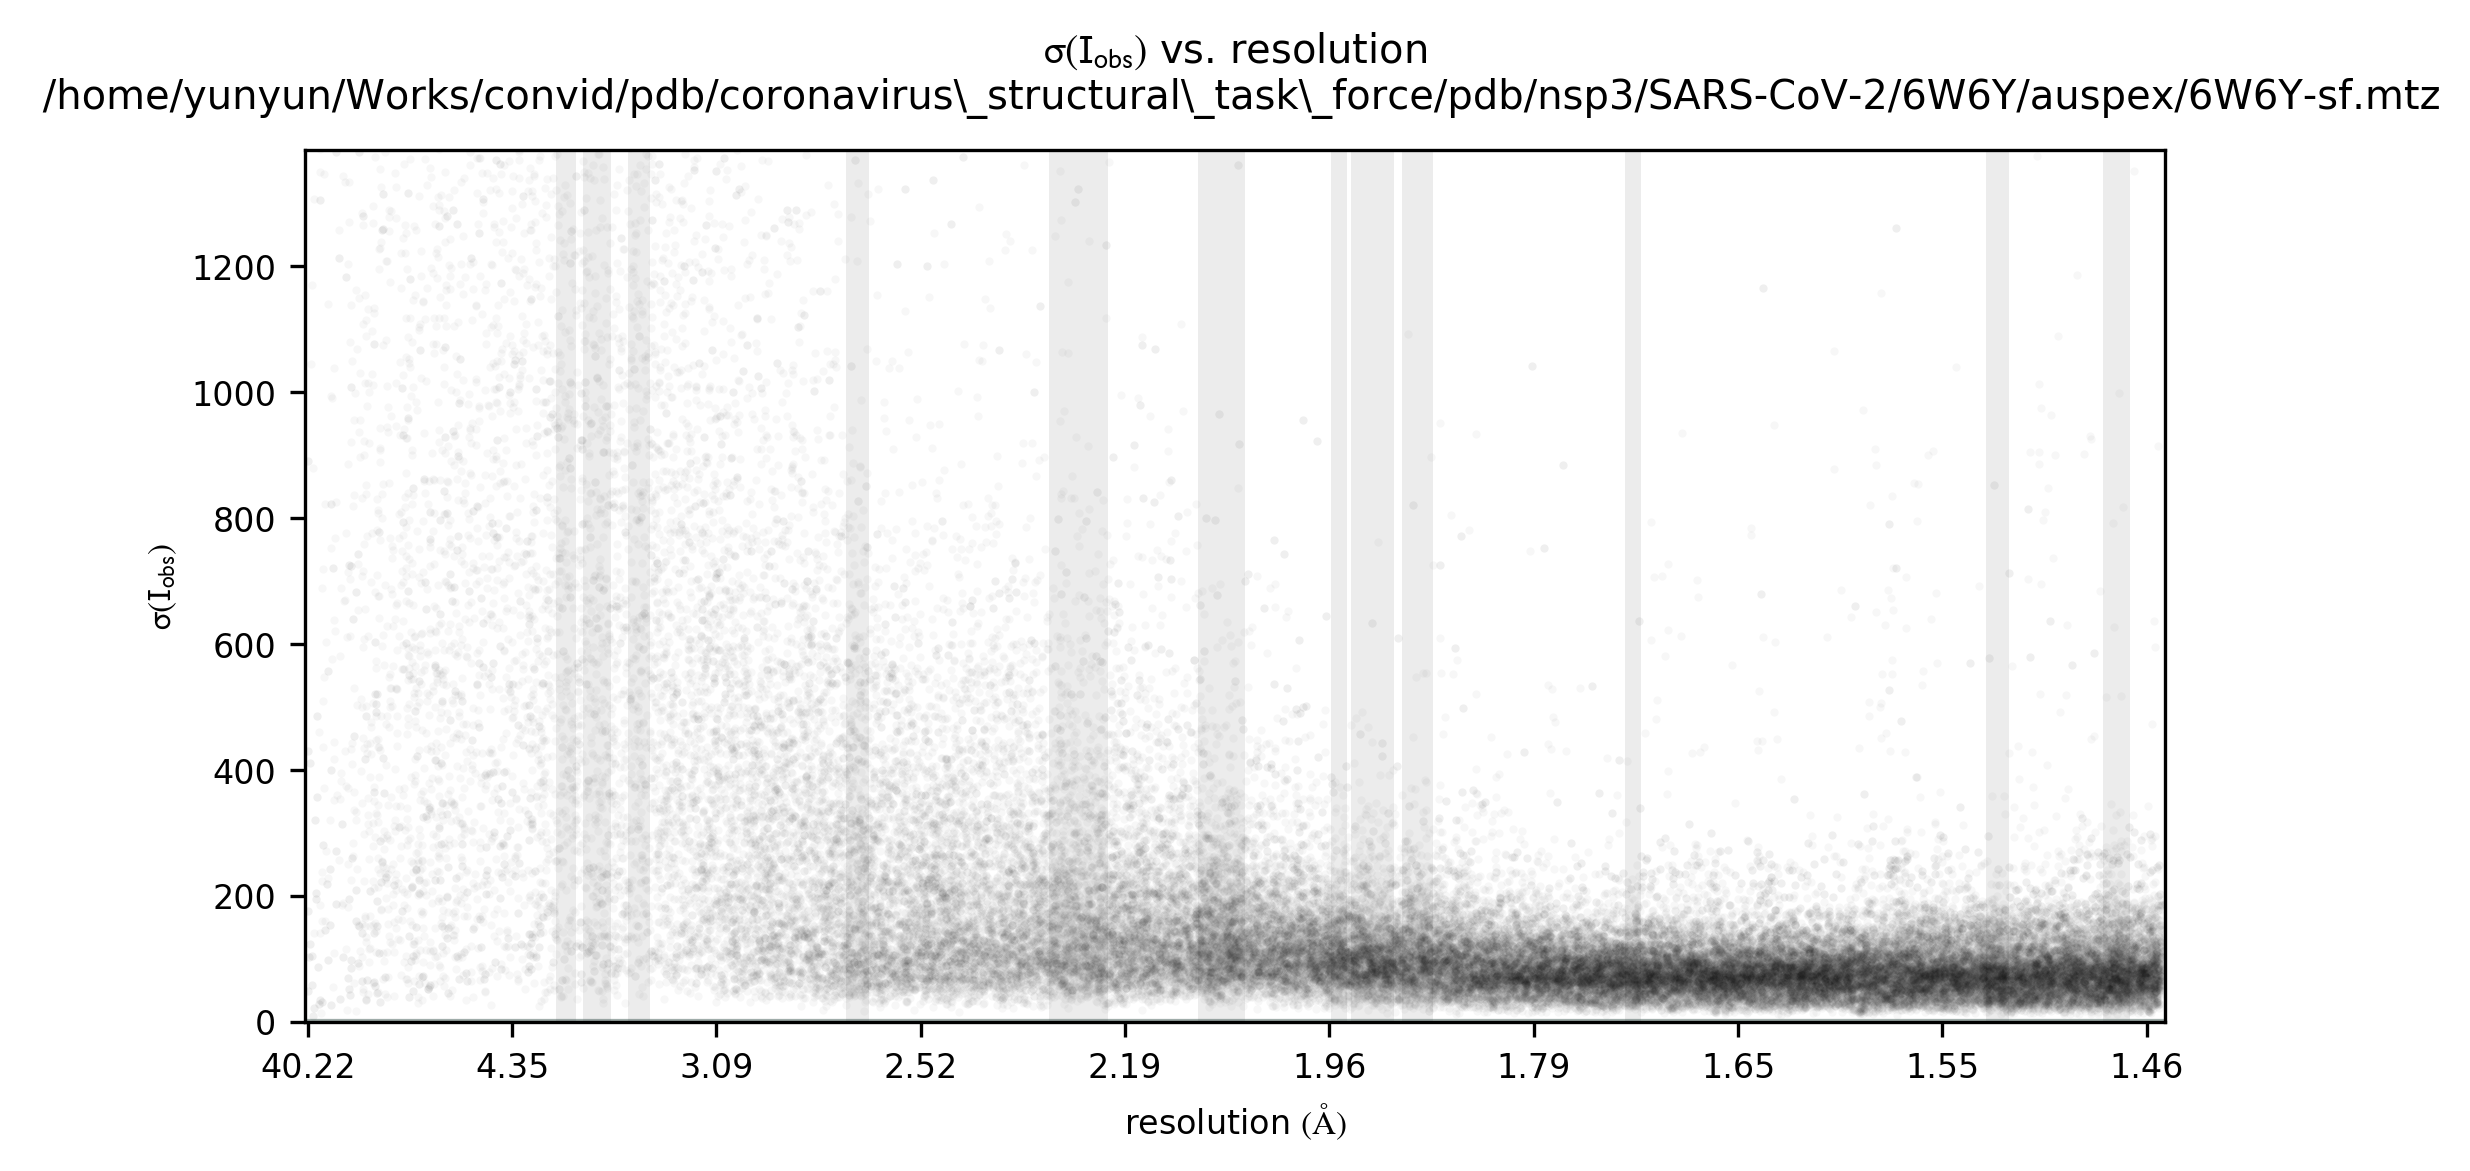 σ(I_obs) vs. resolution
/home/yunyun/Works/convid/pdb/coronavirus\_structural\_task\_force/pdb/nsp3/SARS-CoV-2/6W6Y/auspex/6W6Y-sf.mtz
1200
1000
800
600
400
200
0
σ(I_obs)
40.22 4.35 3.09 2.52 2.19 1.96 1.79 1.65 1.55 1.46
resolution (Å)